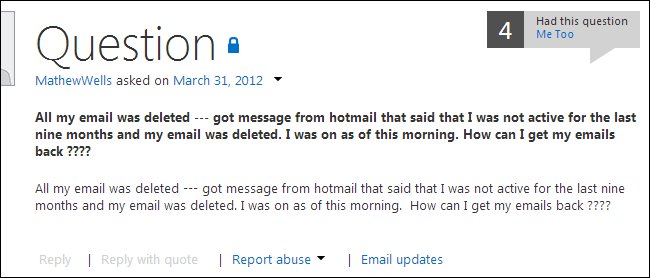 Question
4
Had this question
Me Too
MathewWells asked on March 31, 2012
All my email was deleted --- got message from hotmail that said that I was not active for the last
nine months and my email was deleted. I was on as of this morning. How can I get my emails
back ????
All my email was deleted --- got message from hotmail that said that I was not active for the last nine
months and my email was deleted. I was on as of this morning.  How can I get my emails back ????
Reply | Reply with quote | Report abuse | Email updates